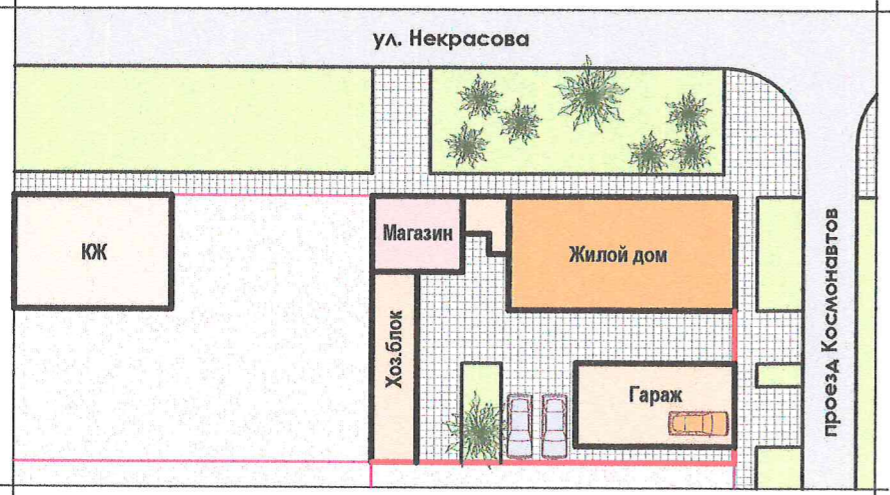 ул. Некрасова
КЖ
Магазин
Жилой дом
Хоз.блок
Гараж
проезд Космонавтов